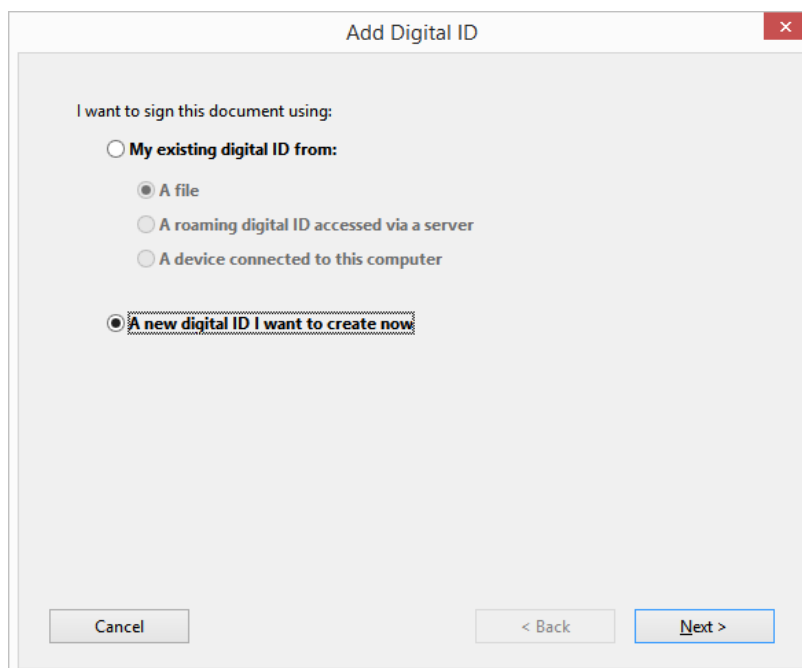 Add Digital ID
I want to sign this document using:
My existing digital ID from:
A file
A roaming digital ID accessed via a server
A device connected to this computer
A new digital ID I want to create now
Cancel
< Back
Next >